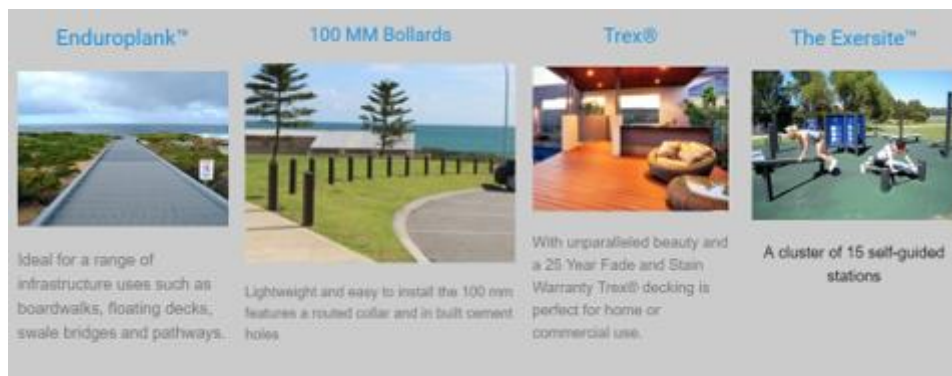 Enduroplank™
Ideal for a range of
infrastructure uses such as
boardwalks, floating decks,
swale bridges and pathways.
100 MM Bollards
Lightweight and easy to install the 100 mm
features a routed collar and in built cement
holes
Trex®
With unparalleled beauty and
a 25 Year Fade and Stain
Warranty Trex® decking is
perfect for home or
commercial use.
The Exersite™
A cluster of 15 self-guided
stations